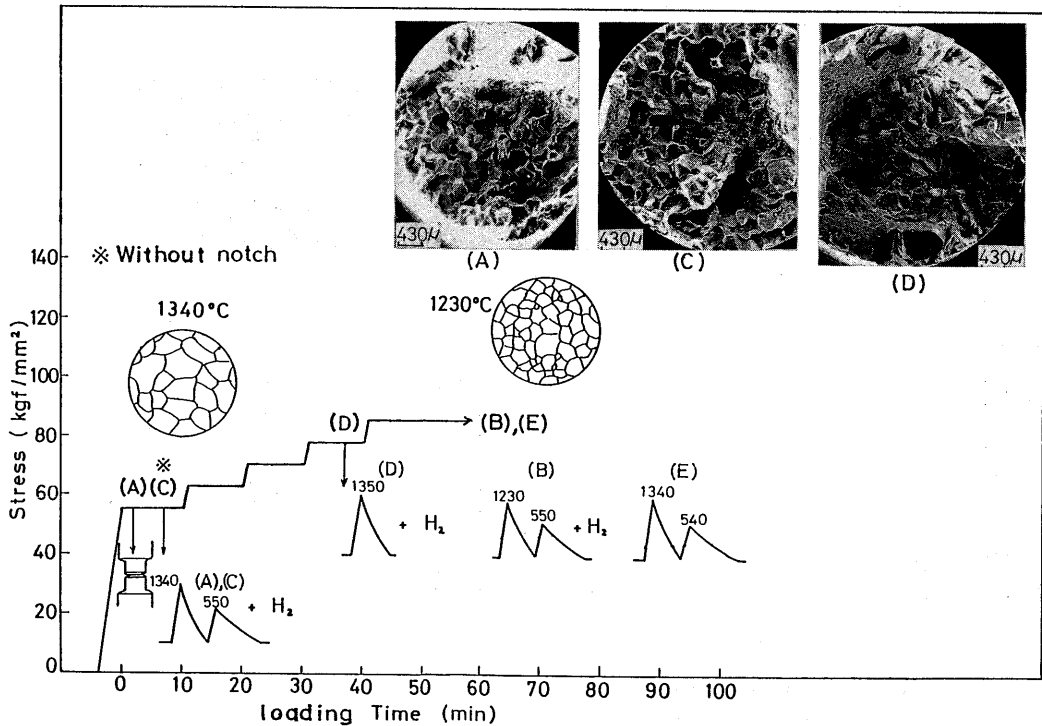 430μ
430μ
430μ
(A)
(C)
(D)
※ Without notch
1340°C
1230°C
140
120
100
80
60
40
20
0
Stress (kgf/mm²)
(D)
(B),(E)
※
(A)(C)
(D)
1350
+ H₂
(B)
1230
550
+ H₂
(E)
1340
540
1340
(A),(C)
550
+ H₂
0 10 20 30 40 50 60 70 80 90 100
loading Time (min)